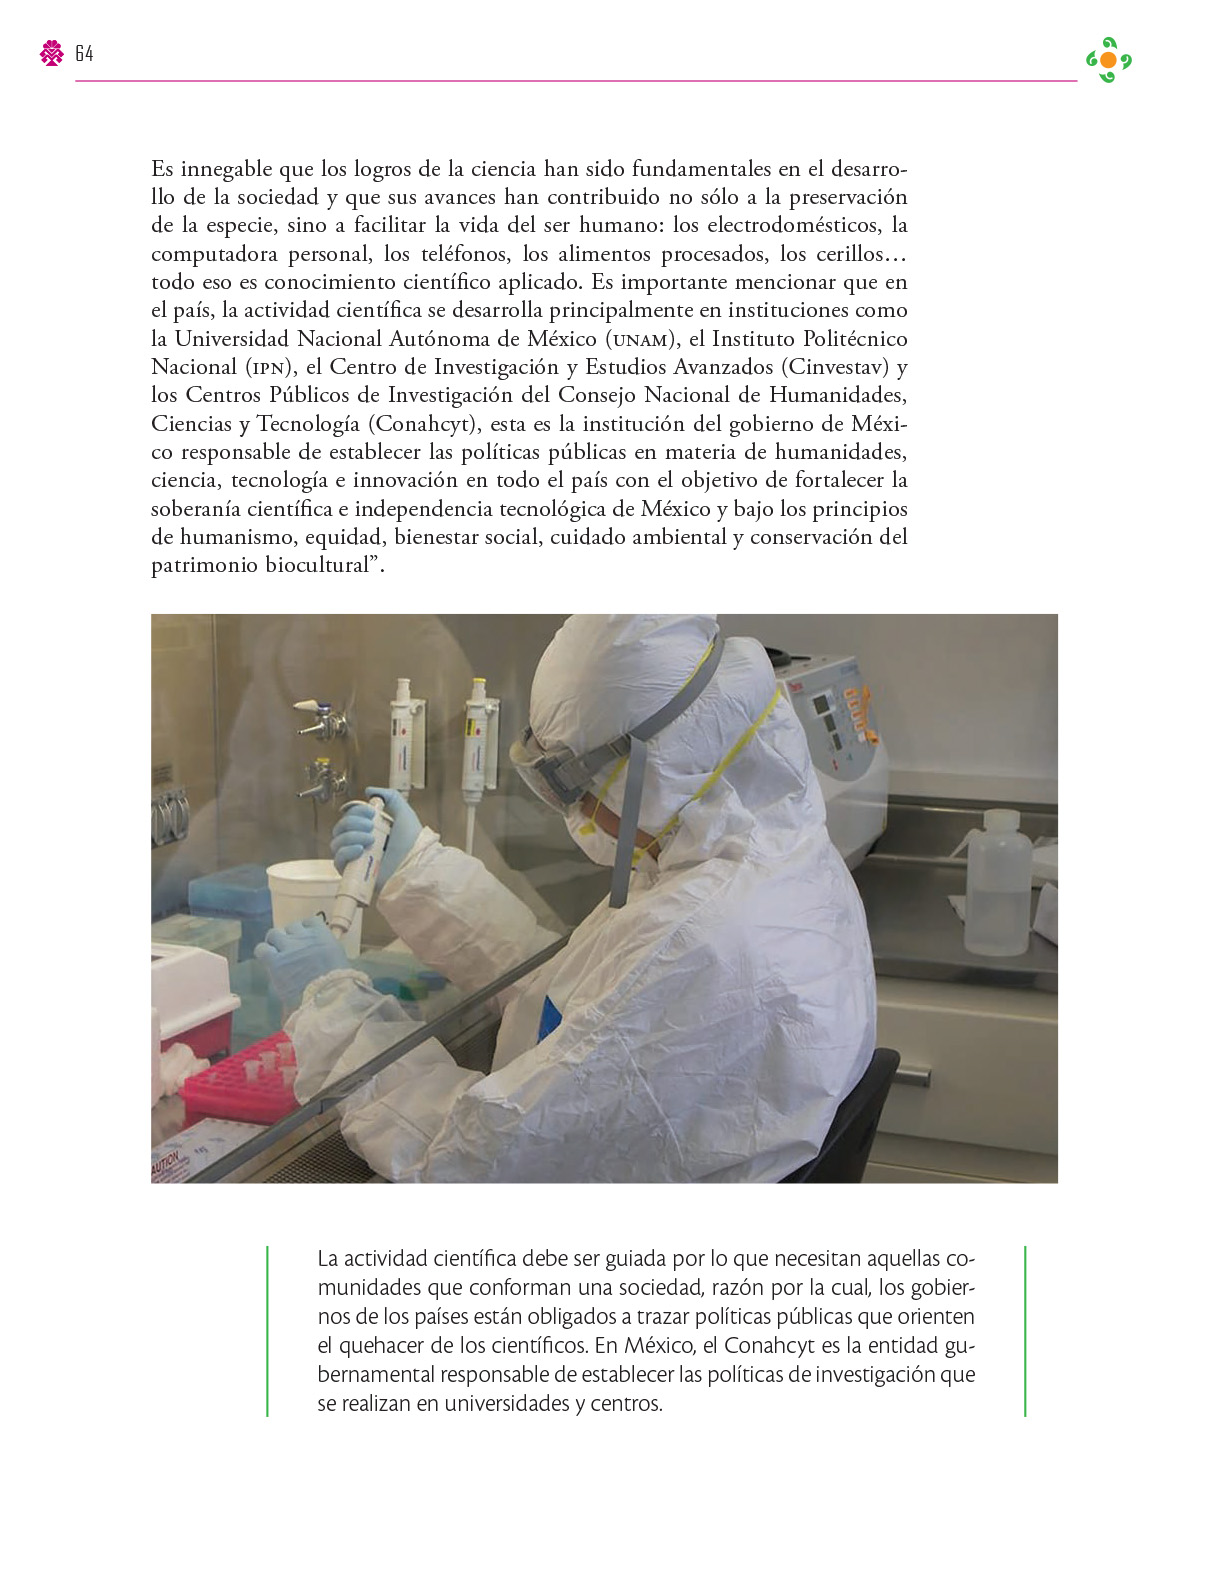 64
Es innegable que los logros de la ciencia han sido fundamentales en el desarro-
llo de la sociedad y que sus avances han contribuido no sólo a la preservación
de la especie, sino a facilitar la vida del ser humano: los electrodomésticos, la
computadora personal, los teléfonos, los alimentos procesados, los cerillos…
todo eso es conocimiento científico aplicado. Es importante mencionar que en
el país, la actividad científica se desarrolla principalmente en instituciones como
la Universidad Nacional Autónoma de México (UNAM), el Instituto Politécnico
Nacional (IPN), el Centro de Investigación y Estudios Avanzados (Cinvestav) y
los Centros Públicos de Investigación del Consejo Nacional de Humanidades,
Ciencias y Tecnología (Conahcyt), esta es la institución del gobierno de Méxi-
co responsable de establecer las políticas públicas en materia de humanidades,
ciencia, tecnología e innovación en todo el país con el objetivo de fortalecer la
soberanía científica e independencia tecnológica de México y bajo los principios
de humanismo, equidad, bienestar social, cuidado ambiental y conservación del
patrimonio biocultural”.
AUTION
La actividad científica debe ser guiada por lo que necesitan aquellas co-
munidades que conforman una sociedad, razón por la cual, los gobier-
nos de los países están obligados a trazar políticas públicas que orienten
el quehacer de los científicos. En México, el Conahcyt es la entidad gu-
bernamental responsable de establecer las políticas de investigación que
se realizan en universidades y centros.